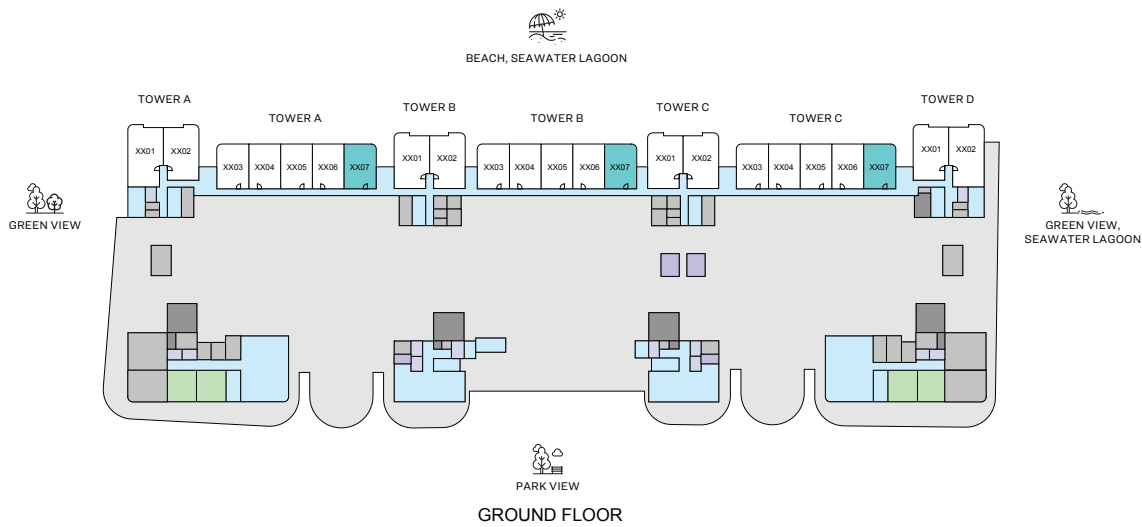 BEACH, SEAWATER LAGOON
TOWER A
TOWER A
TOWER B
TOWER B
TOWER C
TOWER C
TOWER D
XX01
XX02
XX03
XX04
XX05
XX06
XX07
XX01
XX02
XX03
XX04
XX05
XX06
XX07
XX01
XX02
XX03
XX04
XX05
XX06
XX07
XX01
XX02
GREEN VIEW
GREEN VIEW,
SEAWATER LAGOON
PARK VIEW
GROUND FLOOR